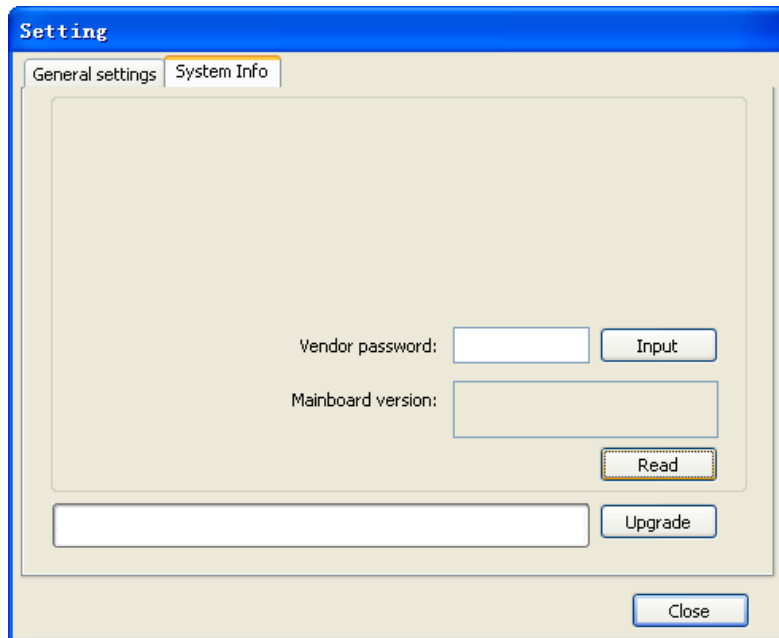 Setting
General settings System Info
Vendor password: Input
Mainboard version:
Read
Upgrade
Close